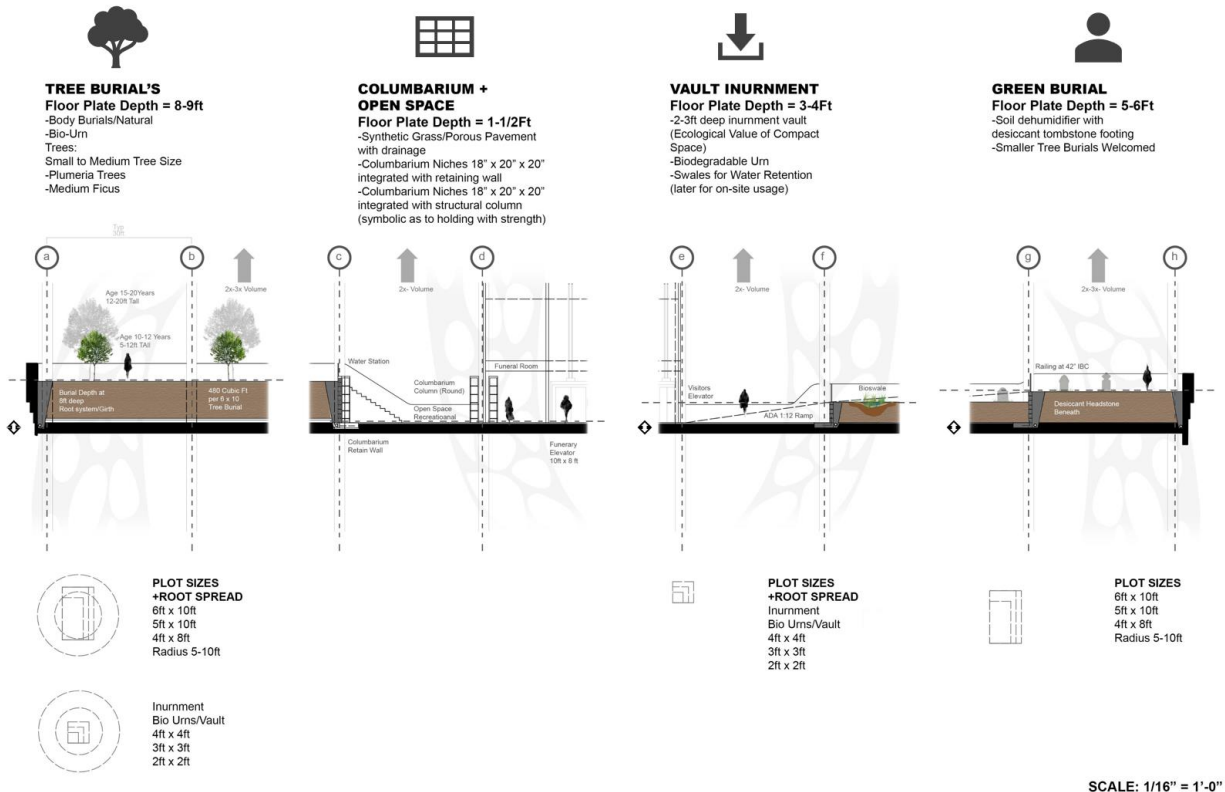 TREE BURIAL'S
Floor Plate Depth = 8-9ft
-Body Burials/Natural
-Bio-Urn
Trees:
Small to Medium Tree Size
-Plumeria Trees
-Medium Ficus
COLUMBARIUM +
OPEN SPACE
Floor Plate Depth = 1-1/2Ft
-Synthetic Grass/Porous Pavement
with drainage
-Columbarium Niches 18" x 20" x 20"
integrated with retaining wall
-Columbarium Niches 18" x 20" x 20"
integrated with structural column
(symbolic as to holding with strength)
VAULT INURNMENT
Floor Plate Depth = 3-4Ft
-2-3ft deep inurnment vault
(Ecological Value of Compact
Space)
-Biodegradable Urn
-Swales for Water Retention
(later for on-site usage)
GREEN BURIAL
Floor Plate Depth = 5-6Ft
-Soil dehumidifier with
desiccant tombstone footing
-Smaller Tree Burials Welcomed
Typ
30ft
a
b
2x-3x Volume
Age 15-20Years
12-20ft Tall
Age 10-12 Years
5-12ft TAll
Burial Depth at
8ft deep
Root system/Girth
480 Cubic Ft
per 6 x 10
Tree Burial
c
d
2x- Volume
Water Station
Columbarium
Column (Round)
Open Space
Recreatioanal
Funeral Room
Columbarium
Retain Wall
Funerary
Elevator
10ft x 8 ft
e
f
2x- Volume
Visitors
Elevator
ADA 1:12 Ramp
Bioswale
g
h
2x-3x- Volume
Railing at 42" IBC
Desiccant Headstone
Beneath
PLOT SIZES
+ROOT SPREAD
6ft x 10ft
5ft x 10ft
4ft x 8ft
Radius 5-10ft
Inurnment
Bio Urns/Vault
4ft x 4ft
3ft x 3ft
2ft x 2ft
PLOT SIZES
+ROOT SPREAD
Inurnment
Bio Urns/Vault
4ft x 4ft
3ft x 3ft
2ft x 2ft
PLOT SIZES
6ft x 10ft
5ft x 10ft
4ft x 8ft
Radius 5-10ft
SCALE: 1/16" = 1'-0"